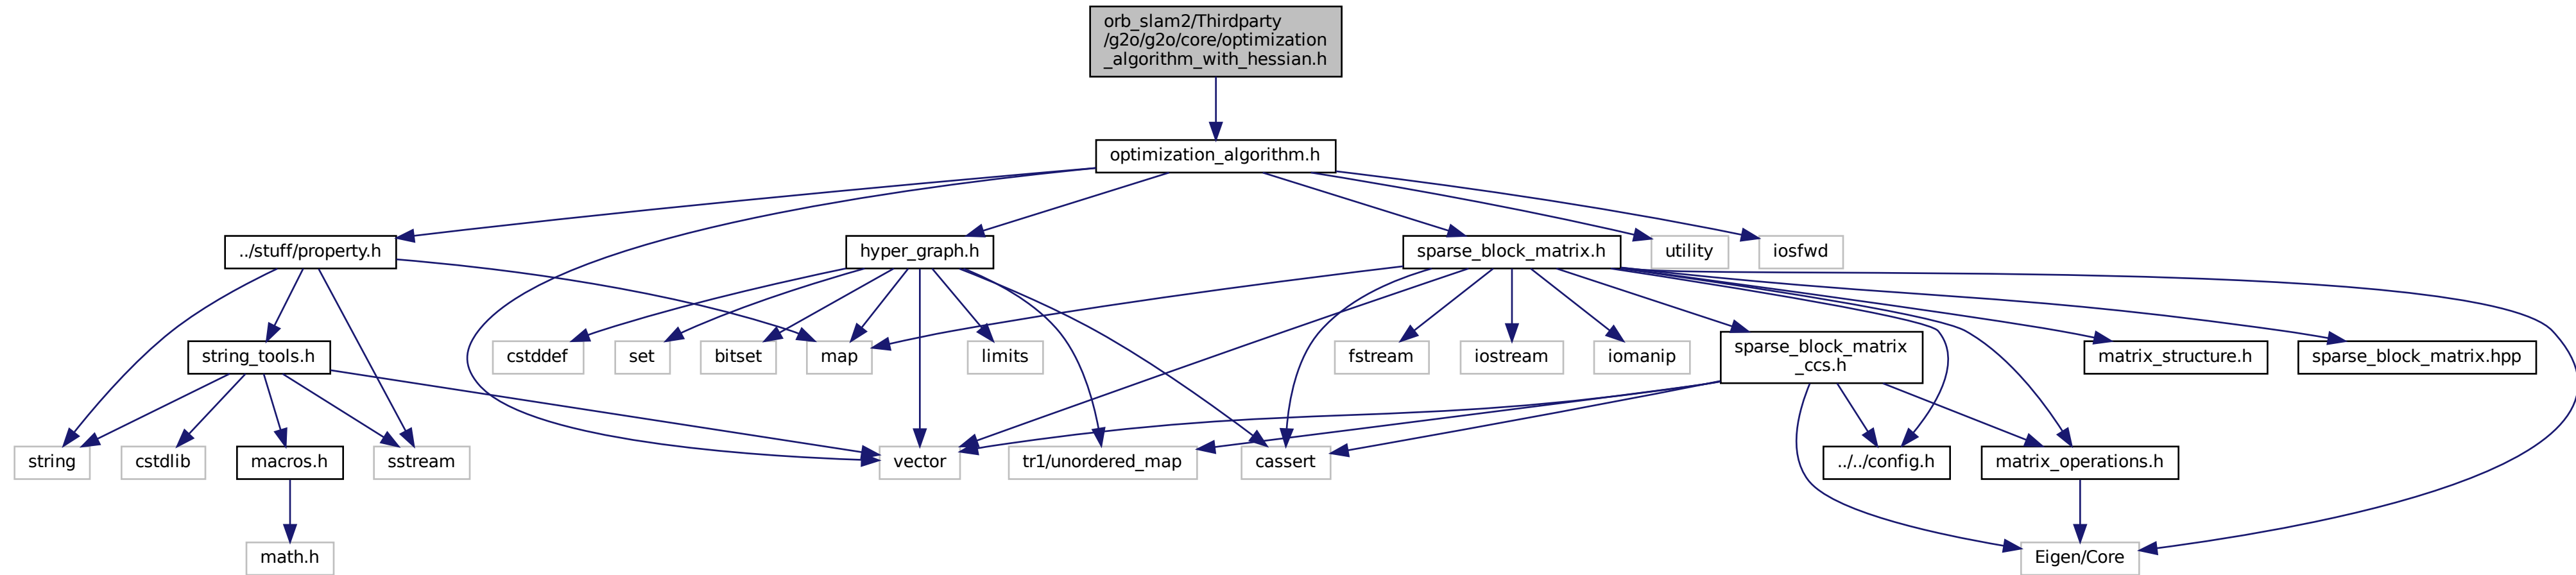 orb_slam2/Thirdparty
/g2o/g2o/core/optimization
_algorithm_with_hessian.h
optimization_algorithm.h
../stuff/property.h
hyper_graph.h
sparse_block_matrix.h
utility
iosfwd
string_tools.h
cstddef
set
bitset
map
limits
fstream
iostream
iomanip
sparse_block_matrix
_ccs.h
matrix_structure.h
sparse_block_matrix.hpp
string
cstdlib
macros.h
sstream
vector
tr1/unordered_map
cassert
../../config.h
matrix_operations.h
math.h
Eigen/Core